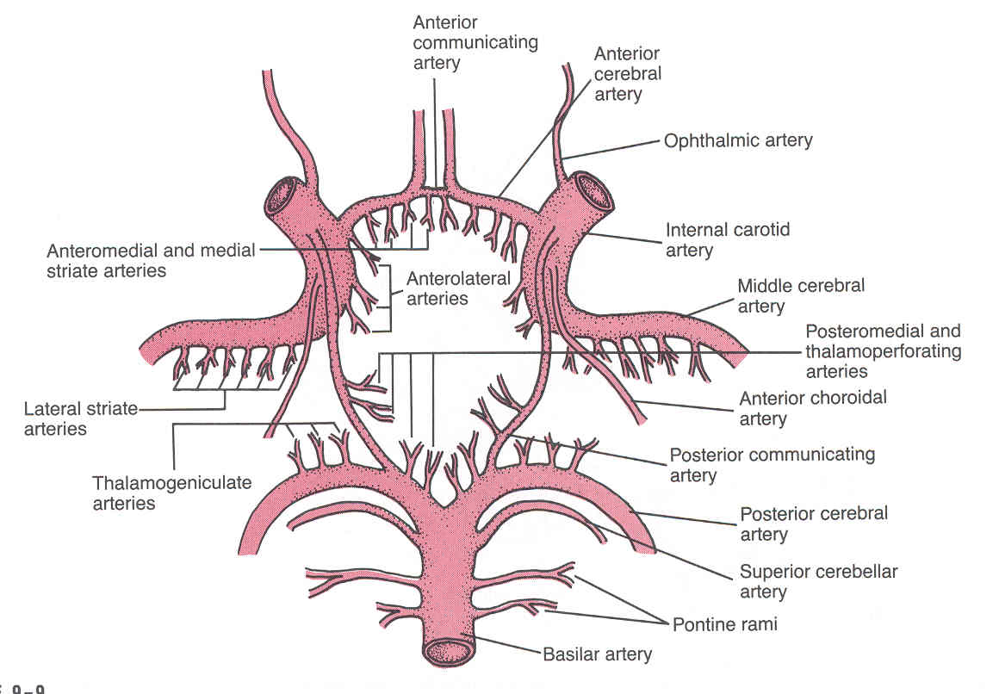 Anterior
communicating
artery
Anterior
cerebral
artery
Ophthalmic artery
Internal carotid
artery
Anteromedial and medial
striate arteries
Anterolateral
arteries
Middle cerebral
artery
Posteromedial and
thalamoperforating
arteries
Lateral striate
arteries
Anterior choroidal
artery
Posterior communicating
artery
Thalamogeniculate
arteries
Posterior cerebral
artery
Superior cerebellar
artery
Pontine rami
Basilar artery
9–9